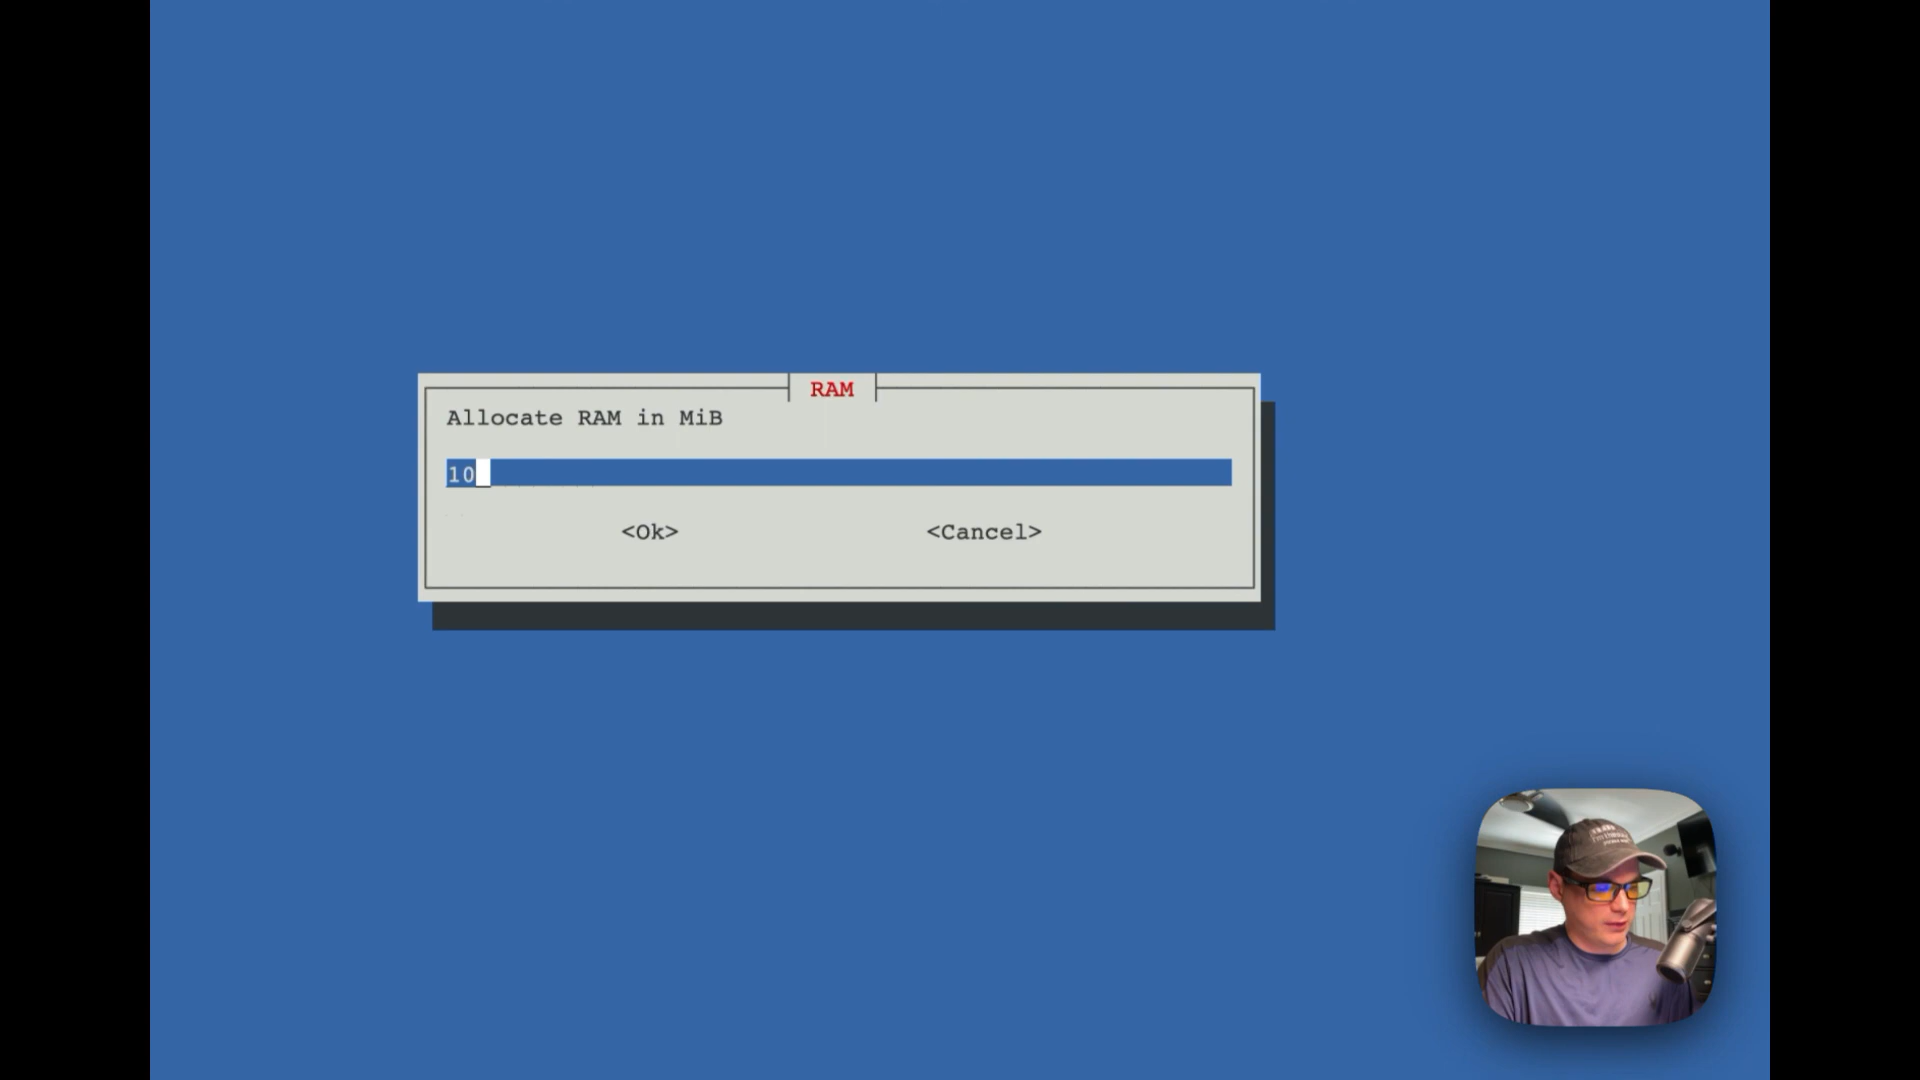 RAM
Allocate RAM in MiB
10
<Ok>
<Cancel>